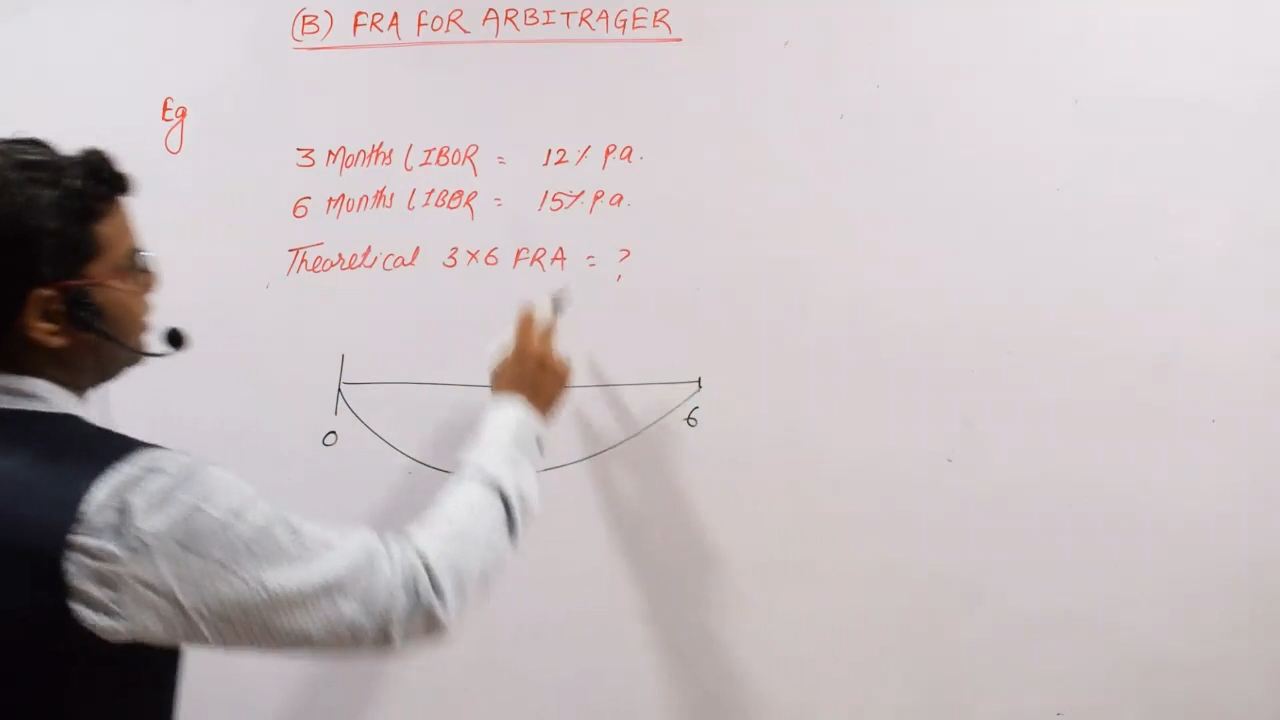 (B) FRA FOR ARBITRAGER
Eg
3 Months LIBOR = 12% p.a.
6 Months LIBOR = 15% p.a.
Theoretical 3×6 FRA = ?
0
6